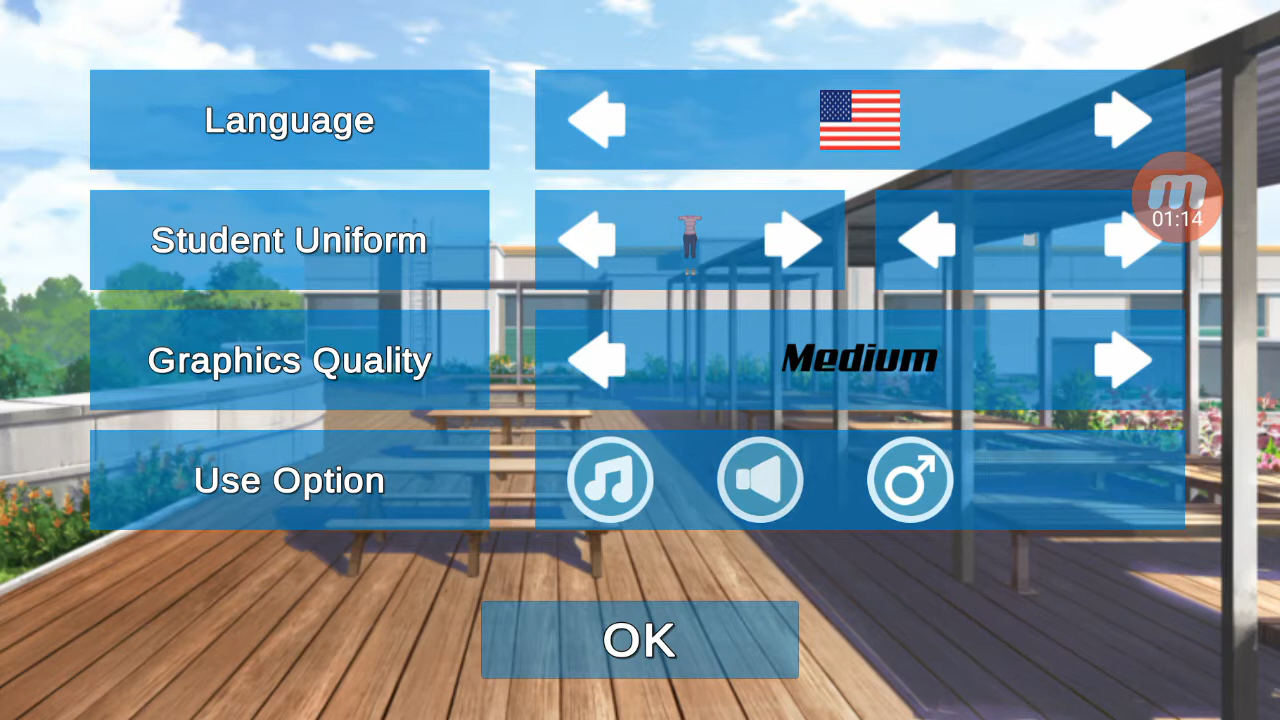 Language
m
01:14
Student Uniform
Graphics Quality
Medium
Use Option
OK